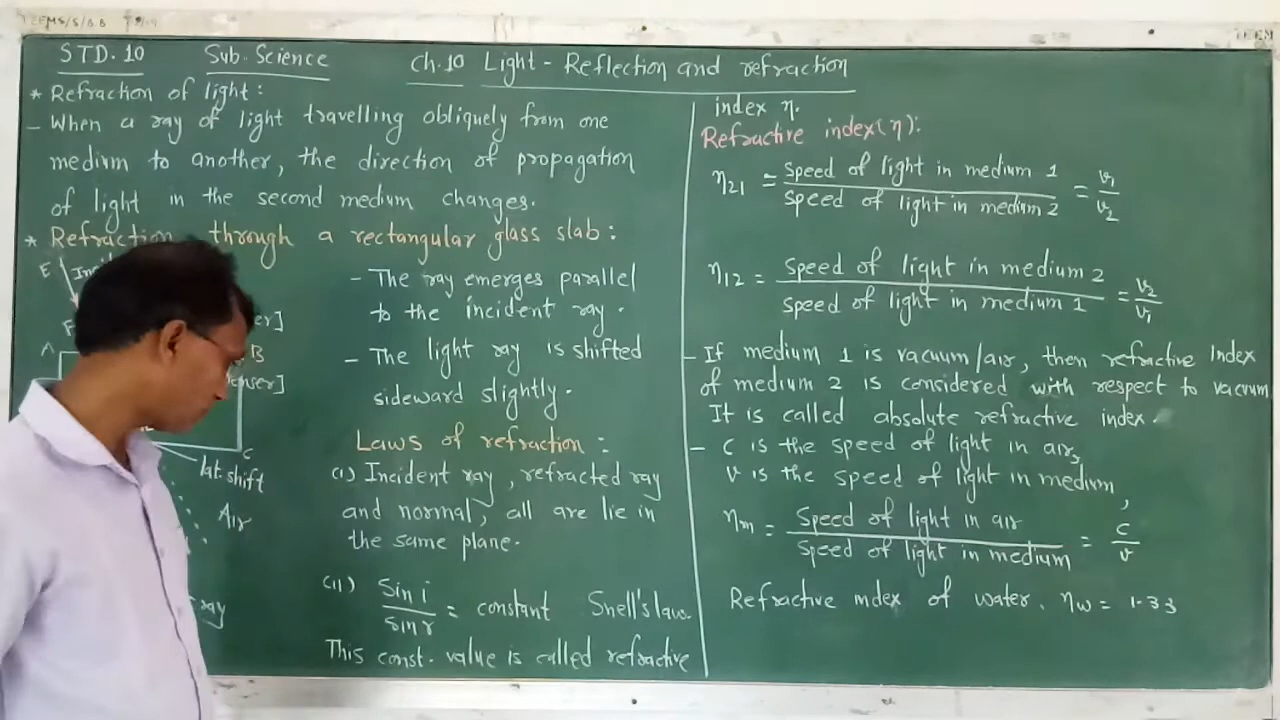 STD. 10 Sub. Science Ch. 10 Light - Reflection and refraction
* Refraction of light:
- When a ray of light travelling obliquely from one
medium to another, the direction of propagation
of light in the second medium changes.
* Refraction through a rectangular glass slab:
E
A
B
C
lat. shift
Air
ray
- The ray emerges parallel
to the incident ray.
- The light ray is shifted
sideward slightly.
Laws of refraction:
(i) Incident ray, refracted ray
and normal, all are lie in
the same plane.
(ii) Sin i / sin r = constant Snell's law.
This const. value is called refractive
index η.
Refractive index(η):
η21 = speed of light in medium 1 / speed of light in medium 2 = v1/v2
η12 = speed of light in medium 2 / speed of light in medium 1 = v2/v1
- If medium 1 is vacuum/air, then refractive index
of medium 2 is considered with respect to vacuum
It is called absolute refractive index.
- c is the speed of light in air,
v is the speed of light in medium,
ηm = Speed of light in air / speed of light in medium = c/v
Refractive index of water. ηw = 1.33